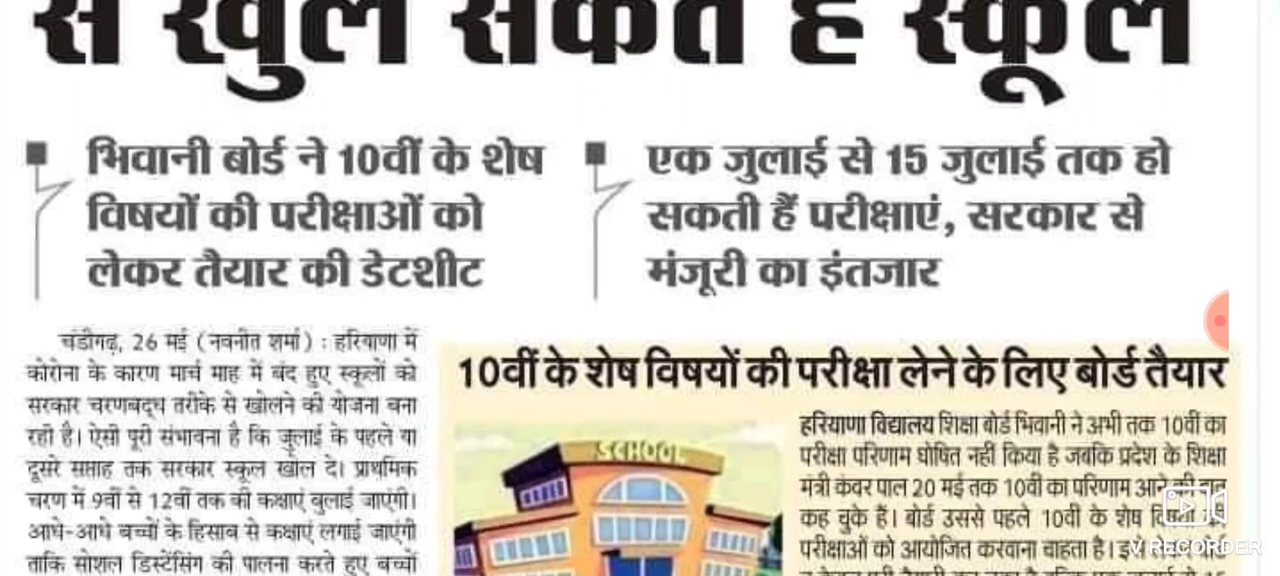 से खुल सकते हैं स्कूल
भिवानी बोर्ड ने 10वीं के शेष
विषयों की परीक्षाओं को
लेकर तैयार की डेटशीट
एक जुलाई से 15 जुलाई तक हो
सकती हैं परीक्षाएं, सरकार से
मंजूरी का इंतजार
चंडीगढ़, 26 मई (नवनीत शर्मा) : हरियाणा में
कोरोना के कारण मार्च माह में बंद हुए स्कूलों को
सरकार चरणबद्ध तरीके से खोलने की योजना बना
रही है। ऐसी पूरी संभावना है कि जुलाई के पहले या
दूसरे सप्ताह तक सरकार स्कूल खोल दे। प्राथमिक
चरण में 9वीं से 12वीं तक की कक्षाएं बुलाई जाएंगी।
आधे-आधे बच्चों के हिसाब से कक्षाएं लगाई जाएंगी
ताकि सोशल डिस्टेंसिंग की पालना करते हुए बच्चों
10वीं के शेष विषयों की परीक्षा लेने के लिए बोर्ड तैयार
SCHOOL
हरियाणा विद्यालय शिक्षा बोर्ड भिवानी ने अभी तक 10वीं का
परीक्षा परिणाम घोषित नहीं किया है जबकि प्रदेश के शिक्षा
मंत्री कंवर पाल 20 मई तक 10वीं का परिणाम आने की बात
कह चुके हैं। बोर्ड उससे पहले 10वीं के शेष
परीक्षाओं को आयोजित करवाना चाहता है।
V RECORDER